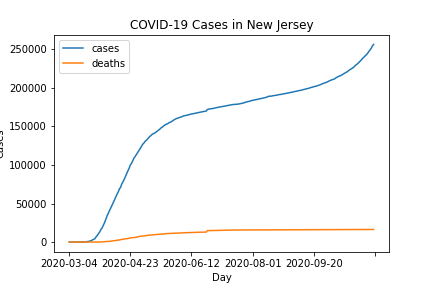 COVID-19 Cases in New Jersey
cases
deaths
250000
200000
150000
100000
50000
0
cases
2020-03-04 2020-04-23 2020-06-12 2020-08-01 2020-09-20
Day